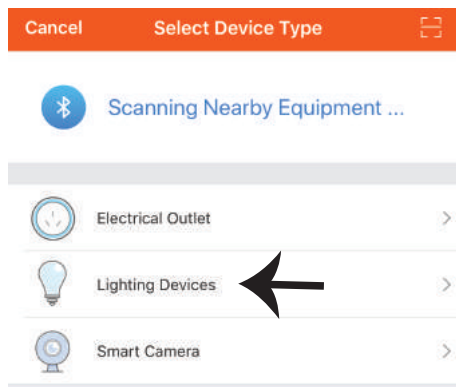 Cancel Select Device Type
Scanning Nearby Equipment ...
Electrical Outlet
Lighting Devices
Smart Camera